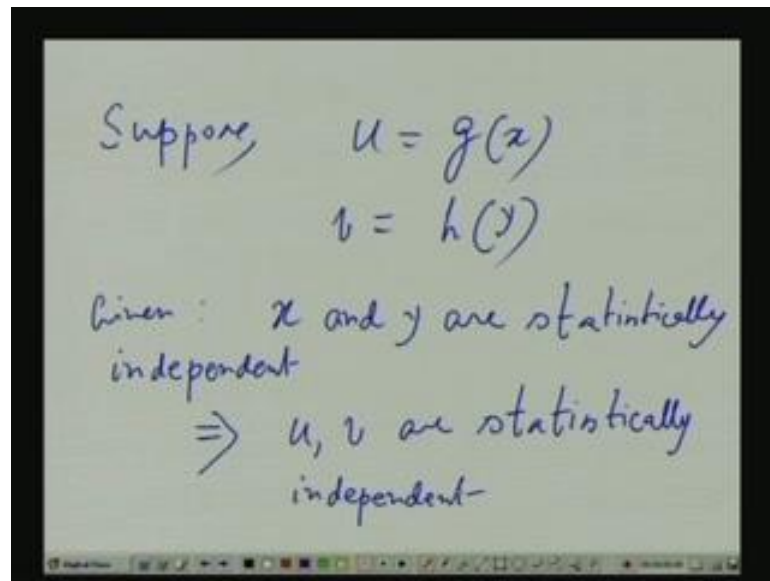 Suppose, u = g(x)
v = h(y)
Given : x and y are statistically
independent
⇒ u, v are statistically
independent